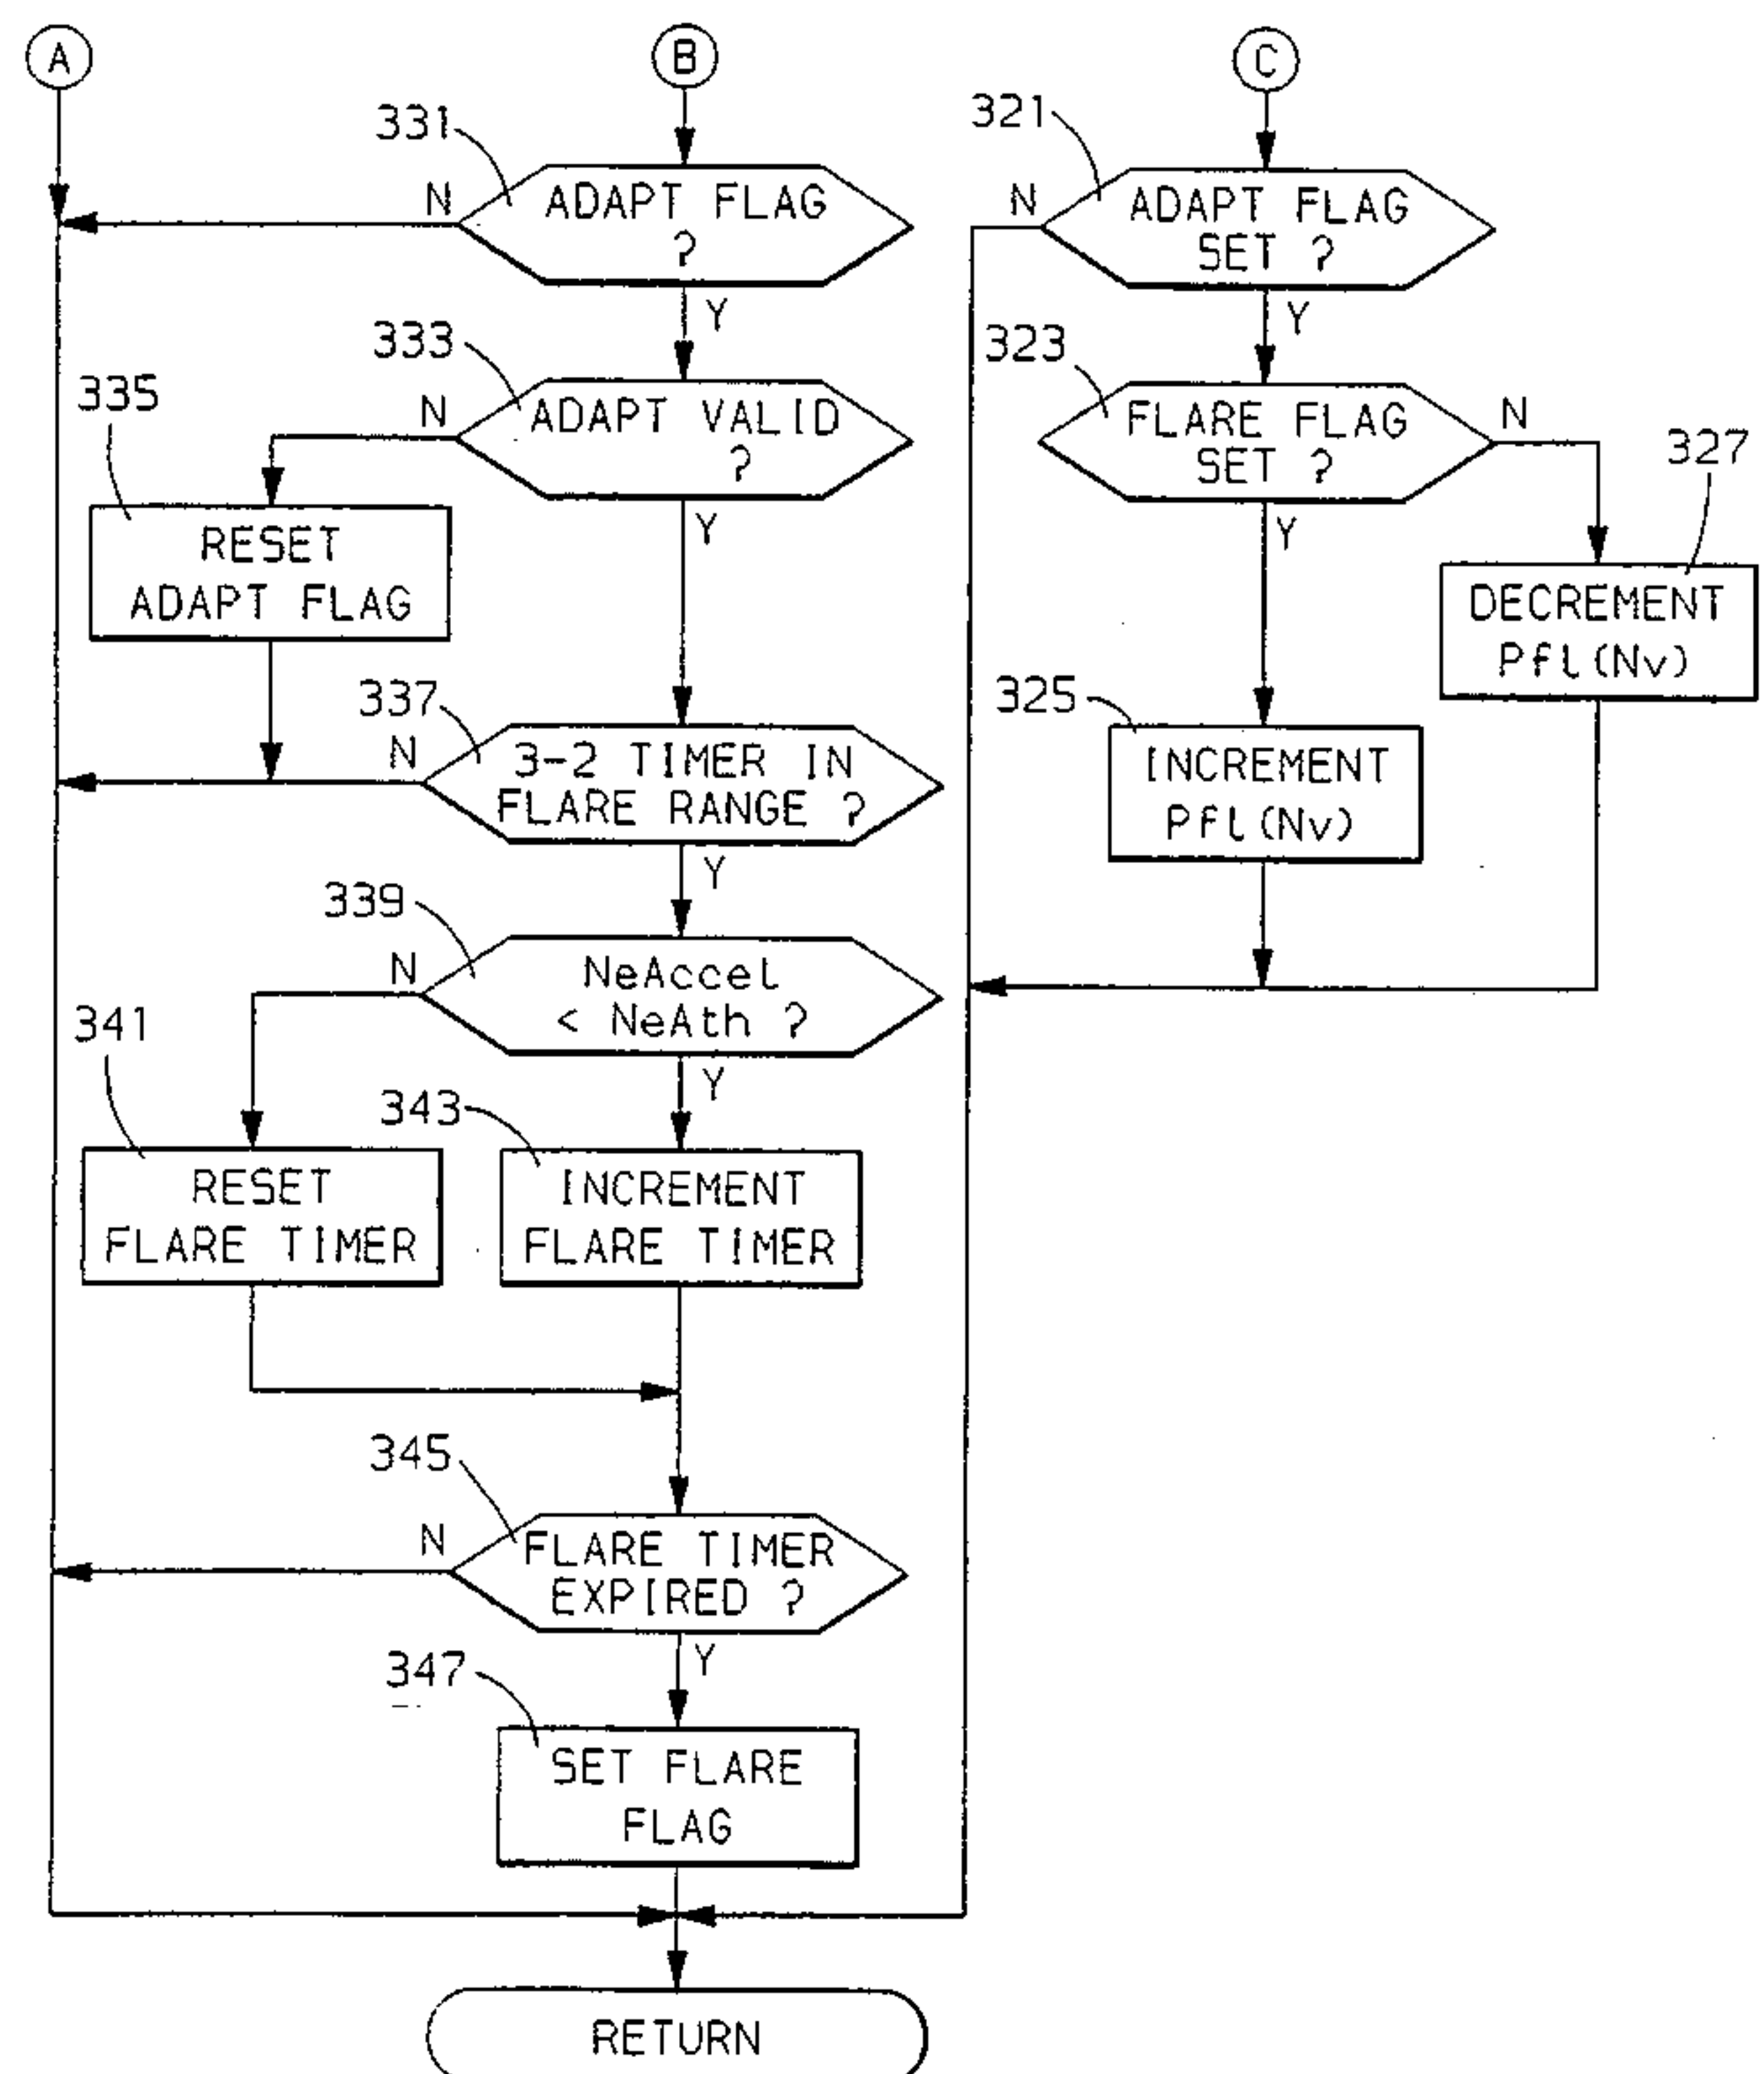 A
B
C
331
N
ADAPT FLAG
?
Y
333
N
ADAPT VALID
?
Y
335
RESET
ADAPT FLAG
337
N
3-2 TIMER IN
FLARE RANGE ?
Y
339
N
NeAccel
< NeAth ?
Y
341
RESET
FLARE TIMER
343
INCREMENT
FLARE TIMER
345
N
FLARE TIMER
EXPIRED ?
Y
347
SET FLARE
FLAG
RETURN
321
N
ADAPT FLAG
SET ?
Y
323
FLARE FLAG
SET ?
N
Y
327
DECREMENT
Pfl(Nv)
325
INCREMENT
Pfl(Nv)